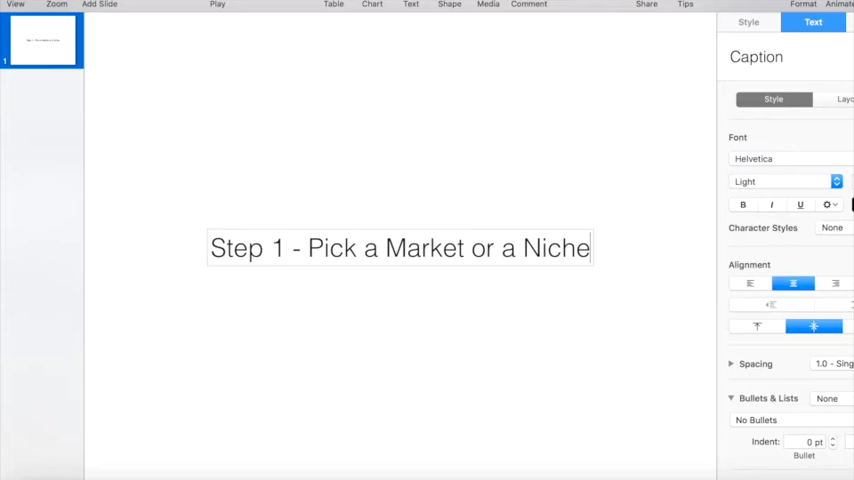 View Zoom Add Slide Play Table Chart Text Shape Media Comment Share Tips Format Animate
Style Text
1
Caption
Style
Font
Helvetica
Light
B I U
Character Styles None
Alignment
Step 1 - Pick a Market or a Niche
Spacing 1.0 - Sing
Bullets & Lists None
No Bullets
Indent: 0 pt
Bullet